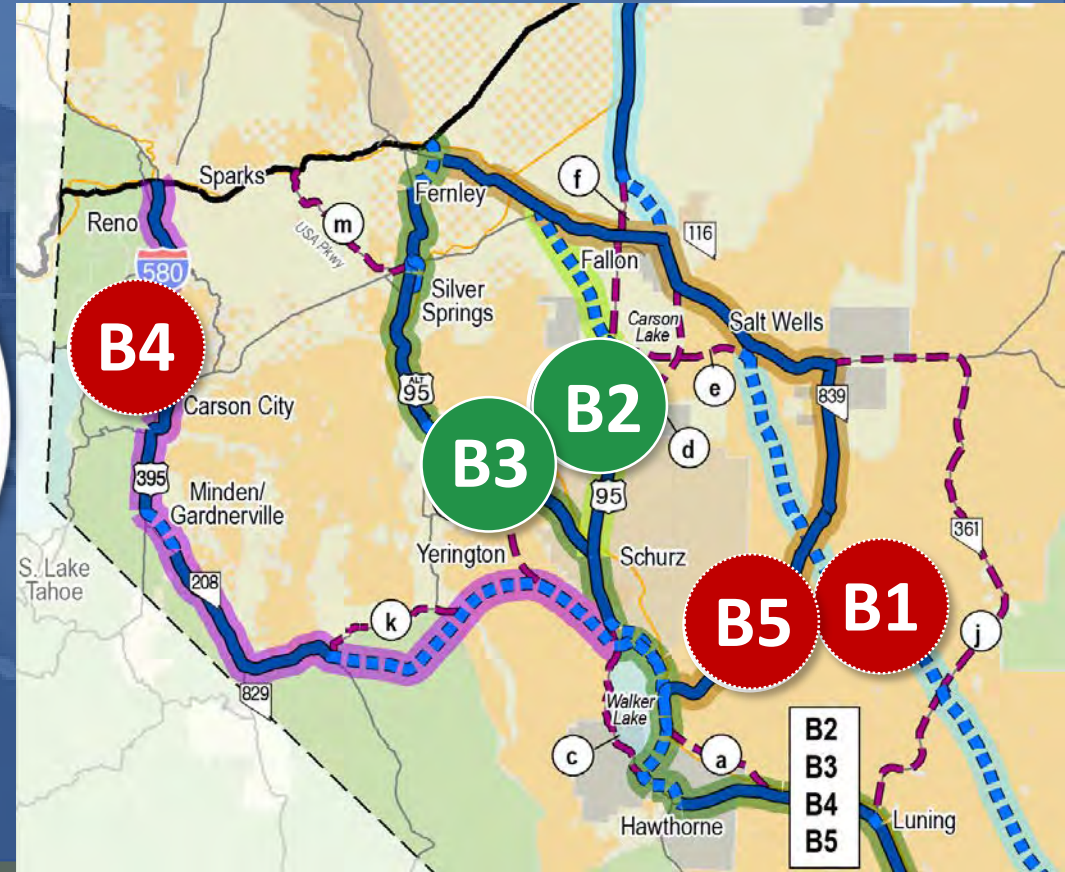 Sparks
Reno
580
B4
Carson City
395
Minden/
Gardnerville
S. Lake
Tahoe
208
829
m
USA Pkwy
Fernley
Silver
Springs
ALT
95
f
116
Fallon
Carson
Lake
Salt Wells
e
839
B2
B3
d
95
361
Yerington
Schurz
k
B5
B1
j
Walker
Lake
c
a
Hawthorne
B2
B3
B4
B5
Luning